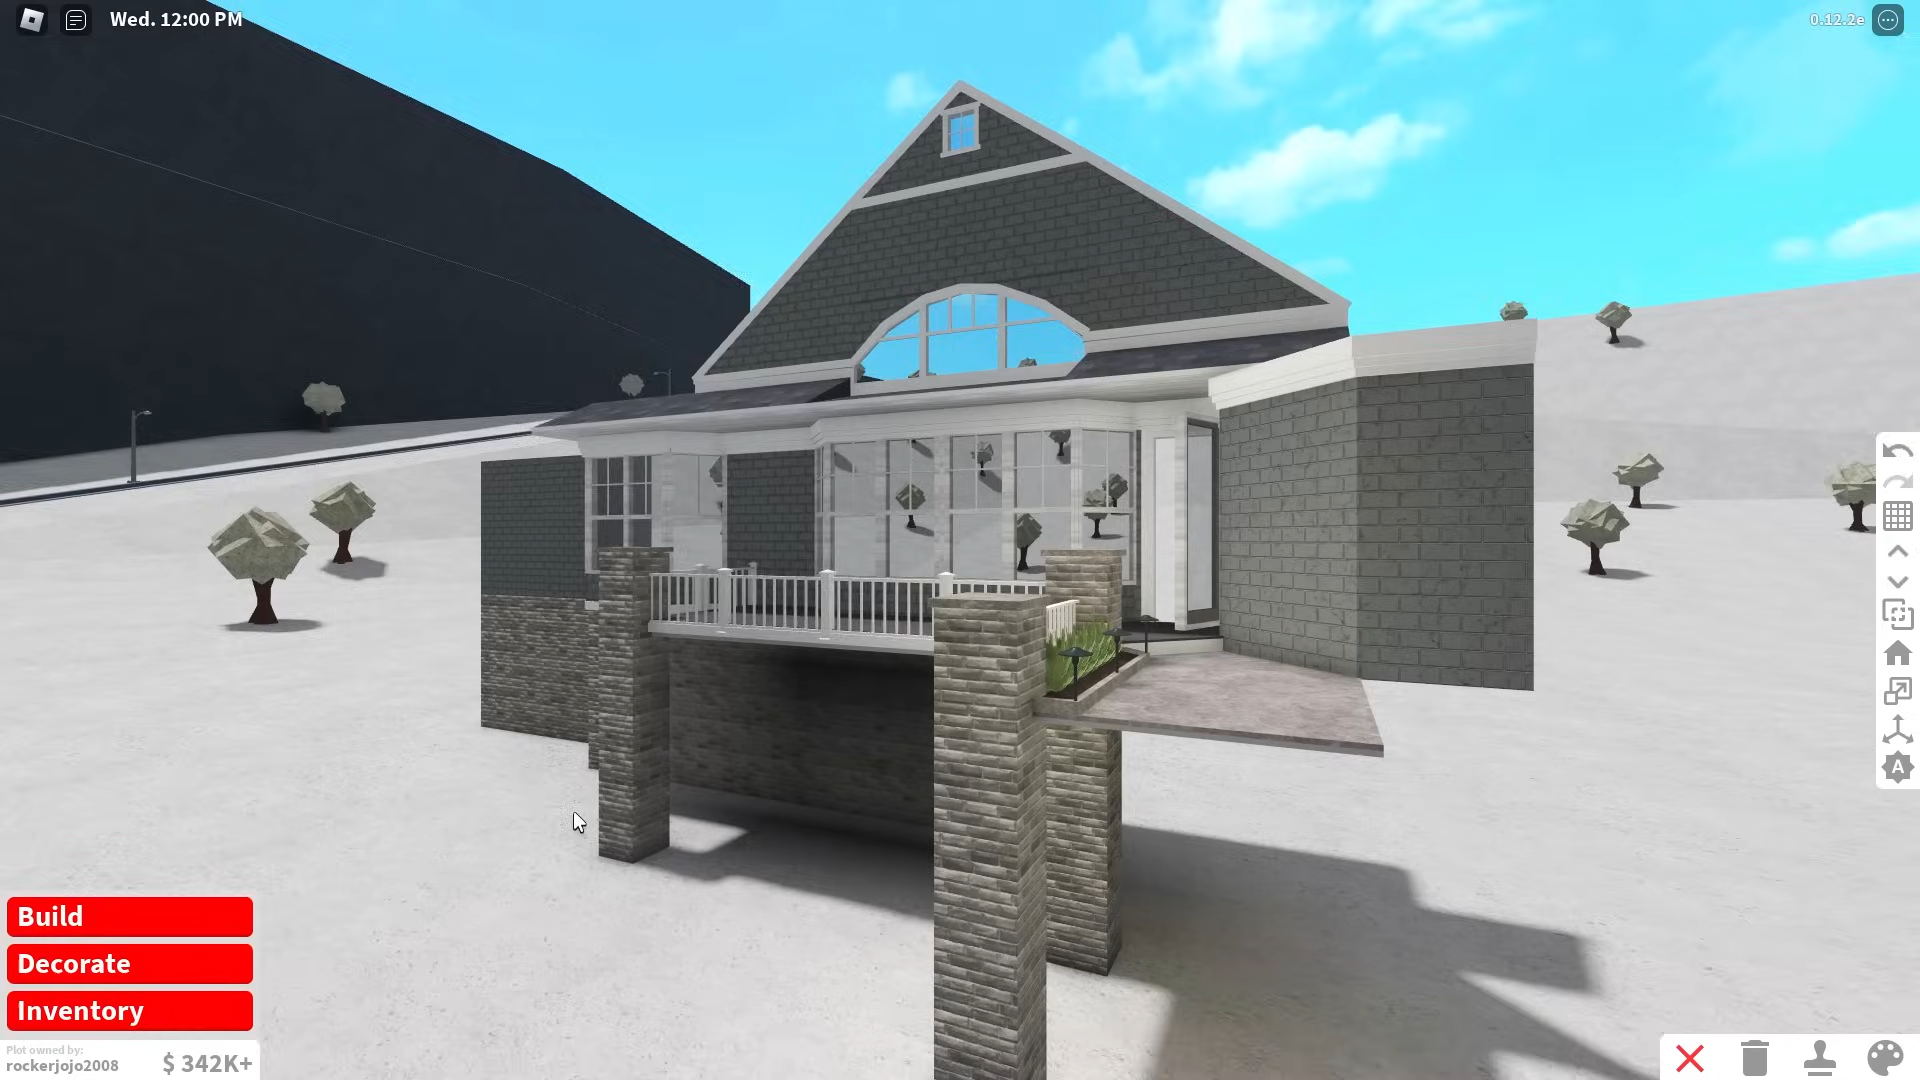 Wed. 12:00 PM
0.12.2e
A
Build
Decorate
Inventory
Plot owned by:
rockerjojo2008
$ 342K+